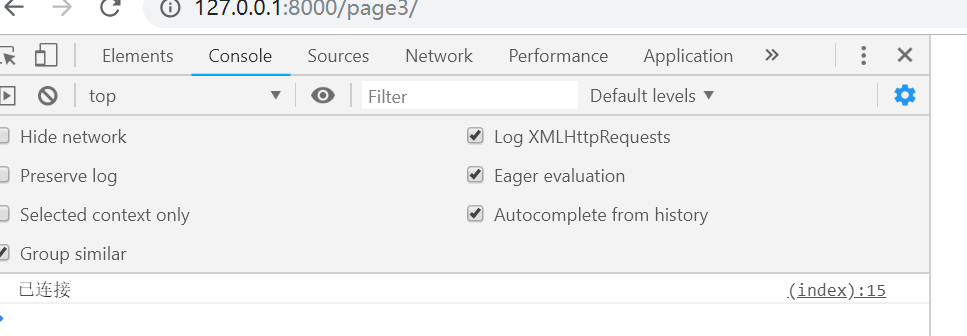 127.0.0.1:8000/page3/
Elements Console Sources Network Performance Memory Application
top Filter Default levels
Hide network Log XMLHttpRequests
Preserve log Eager evaluation
Selected context only Autocomplete from history
Group similar
已连接 (index):15